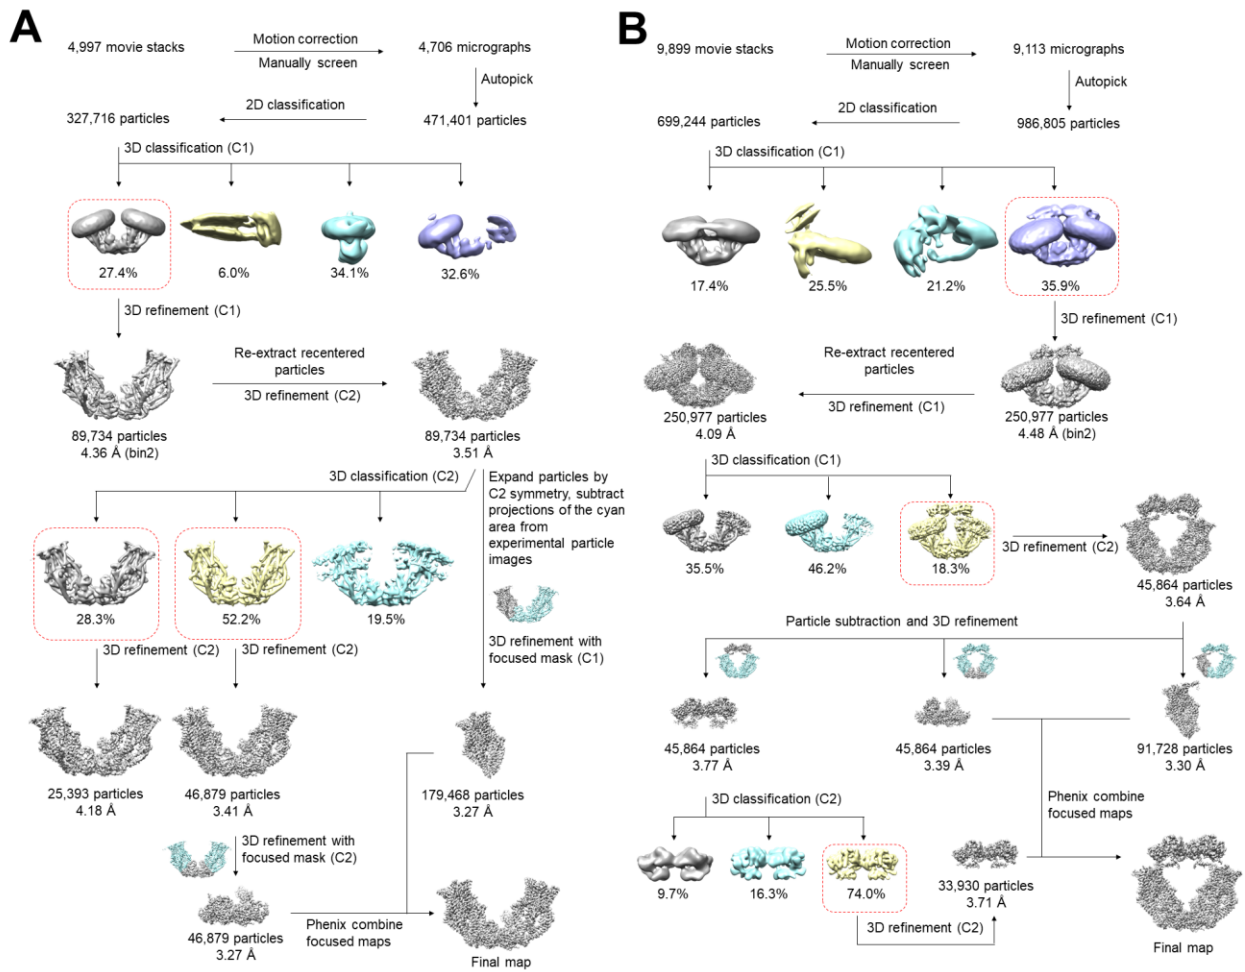 A
4,997 movie stacks
Motion correction
Manually screen
4,706 micrographs
Autopick
471,401 particles
2D classification
327,716 particles
3D classification (C1)
27.4%
6.0%
34.1%
32.6%
3D refinement (C1)
89,734 particles
4.36 Å (bin2)
Re-extract recentered
particles
3D refinement (C2)
89,734 particles
3.51 Å
3D classification (C2)
Expand particles by
C2 symmetry, subtract
projections of the cyan
area from
experimental particle
images
28.3%
52.2%
19.5%
3D refinement with
focused mask (C1)
3D refinement (C2)
3D refinement (C2)
25,393 particles
4.18 Å
46,879 particles
3.41 Å
179,468 particles
3.27 Å
3D refinement with
focused mask (C2)
46,879 particles
3.27 Å
Phenix combine
focused maps
Final map
B
9,899 movie stacks
Motion correction
Manually screen
9,113 micrographs
Autopick
986,805 particles
2D classification
699,244 particles
3D classification (C1)
17.4%
25.5%
21.2%
35.9%
3D refinement (C1)
250,977 particles
4.48 Å (bin2)
Re-extract recentered
particles
3D refinement (C1)
250,977 particles
4.09 Å
3D classification (C1)
35.5%
46.2%
18.3%
3D refinement (C2)
45,864 particles
3.64 Å
Particle subtraction and 3D refinement
45,864 particles
3.77 Å
45,864 particles
3.39 Å
91,728 particles
3.30 Å
3D classification (C2)
9.7%
16.3%
74.0%
3D refinement (C2)
33,930 particles
3.71 Å
Phenix combine
focused maps
Final map